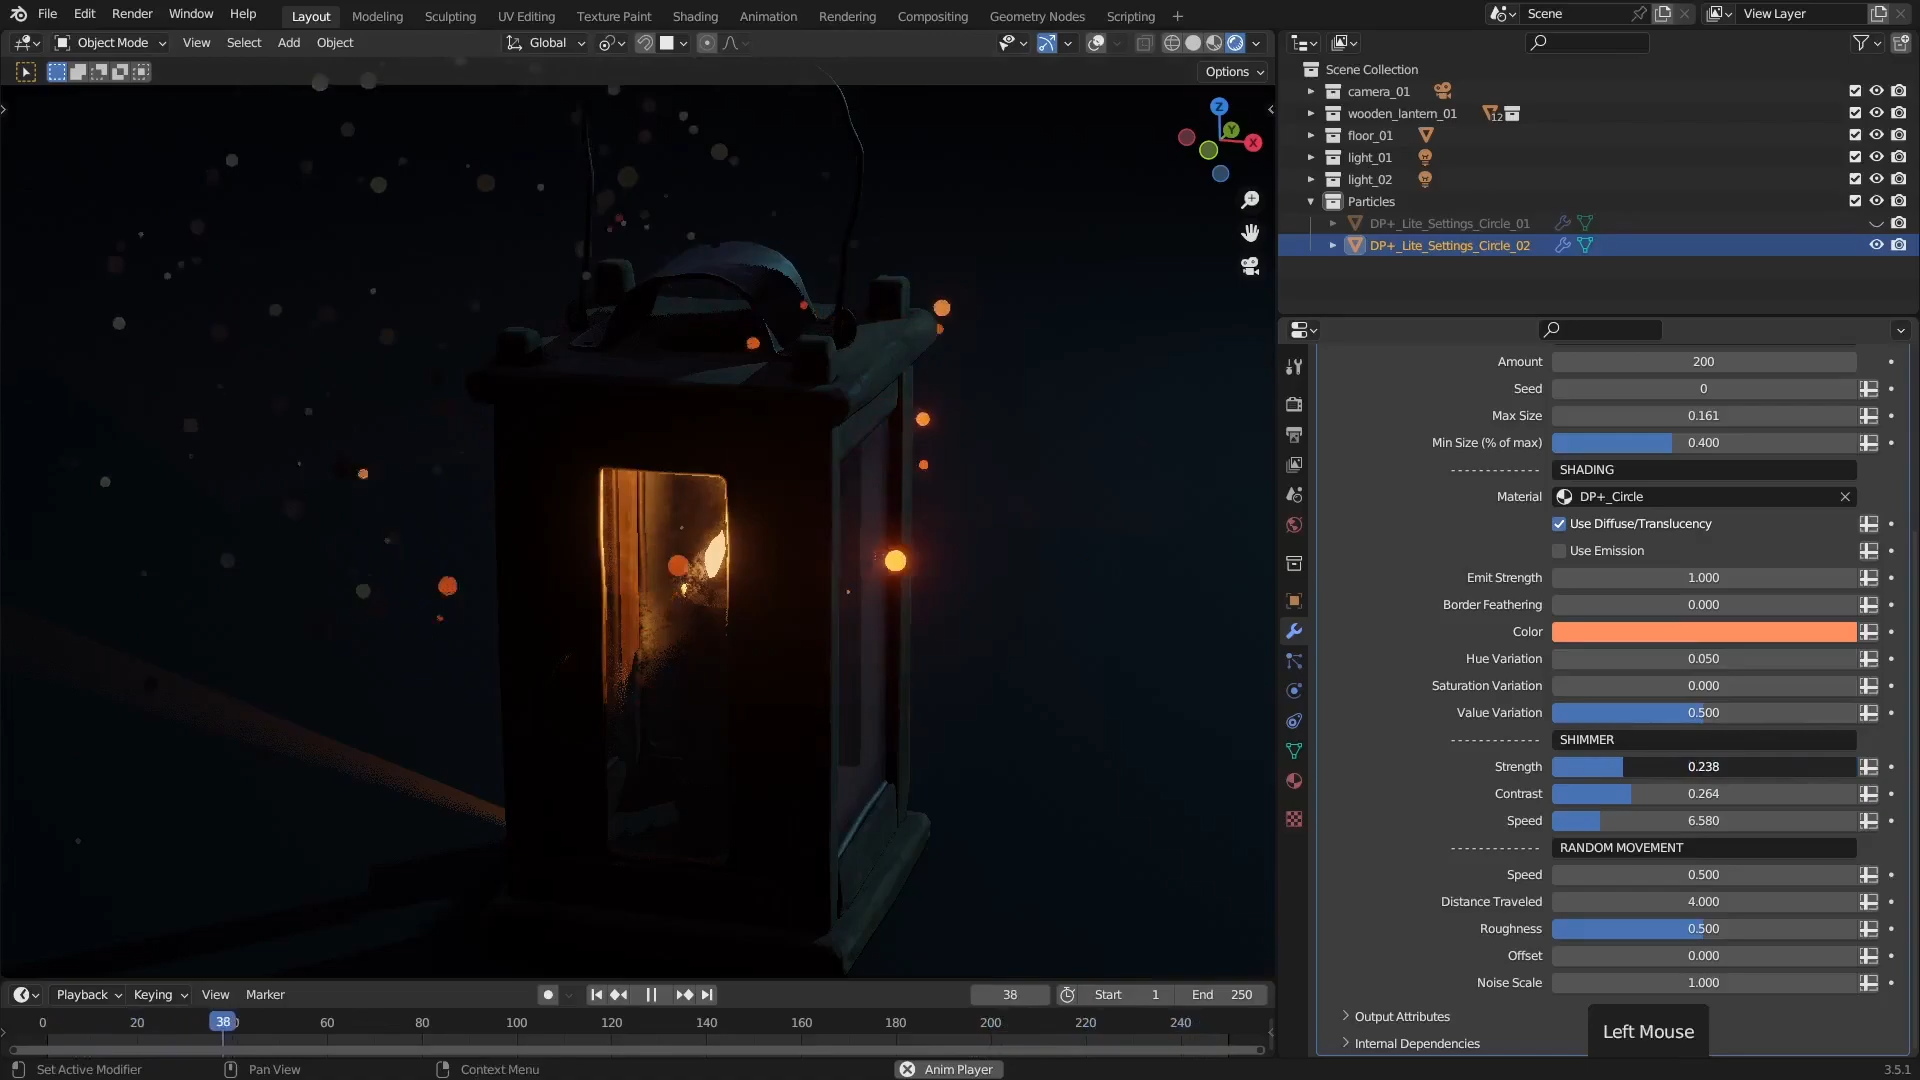 File Edit Render Window Help Layout Modeling Sculpting UV Editing Texture Paint Shading Animation Rendering Compositing Geometry Nodes Scripting + Scene View Layer
Object Mode View Select Add Object Global
Options
Scene Collection
camera_01
wooden_lantern_01 12
floor_01
light_01
light_02
Particles
DP+_Lite_Settings_Circle_01
DP+_Lite_Settings_Circle_02
Z
Y
X
Amount 200
Seed 0
Max Size 0.161
Min Size (% of max) 0.400
------------- SHADING
Material DP+_Circle
Use Diffuse/Translucency
Use Emission
Emit Strength 1.000
Border Feathering 0.000
Color
Hue Variation 0.050
Saturation Variation 0.000
Value Variation 0.500
------------- SHIMMER
Strength 0.238
Contrast 0.264
Speed 6.580
------------- RANDOM MOVEMENT
Speed 0.500
Distance Traveled 4.000
Roughness 0.500
Offset 0.000
Noise Scale 1.000
Output Attributes
Internal Dependencies
Left Mouse
Playback Keying View Marker 38 Start 1 End 250
0 20 38 60 80 100 120 140 160 180 200 220 240
Set Active Modifier Pan View Context Menu Anim Player 3.5.1